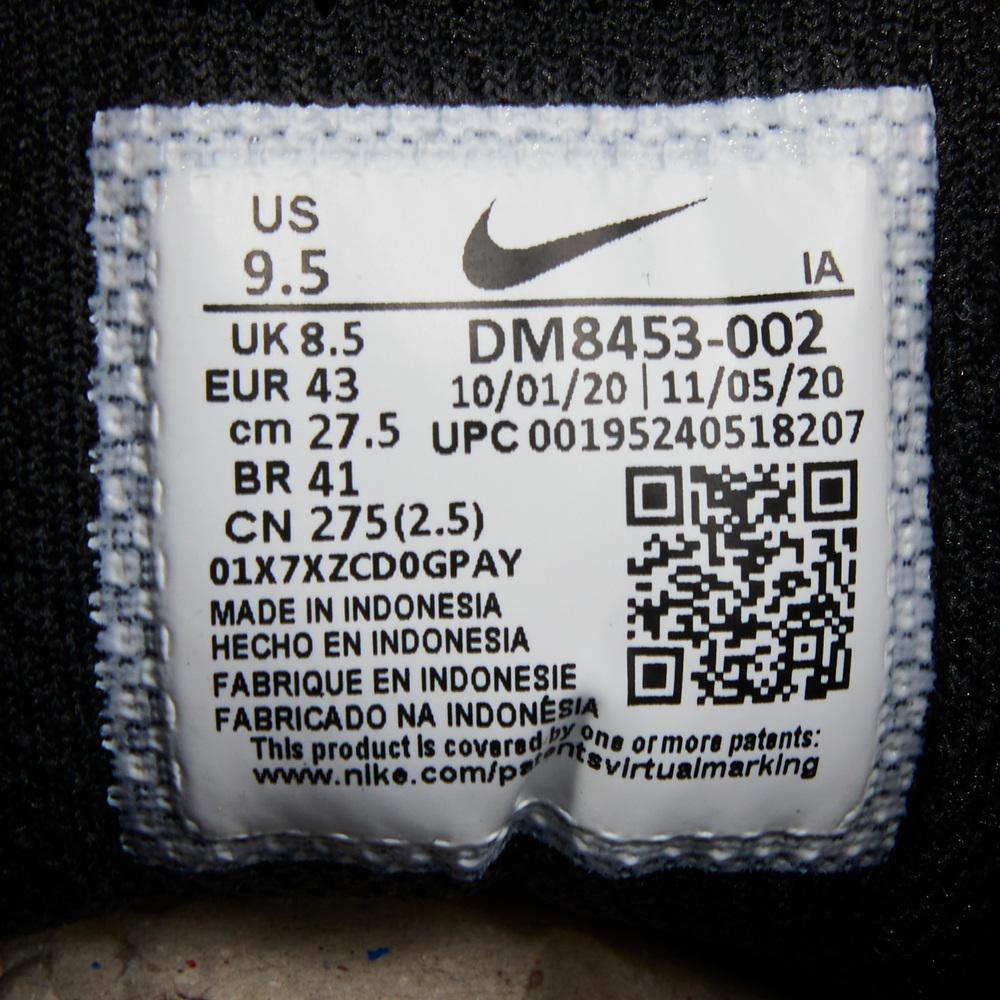 US
9.5
IA
UK 8.5
DM8453-002
EUR 43
10/01/20 | 11/05/20
cm 27.5
UPC 00195240518207
BR 41
CN 275(2.5)
01X7XZCD0GPAY
MADE IN INDONESIA
HECHO EN INDONESIA
FABRIQUE EN INDONESIE
FABRICADO NA INDONÉSIA
This product is covered by one or more patents:
www.nike.com/patentsvirtualmarking